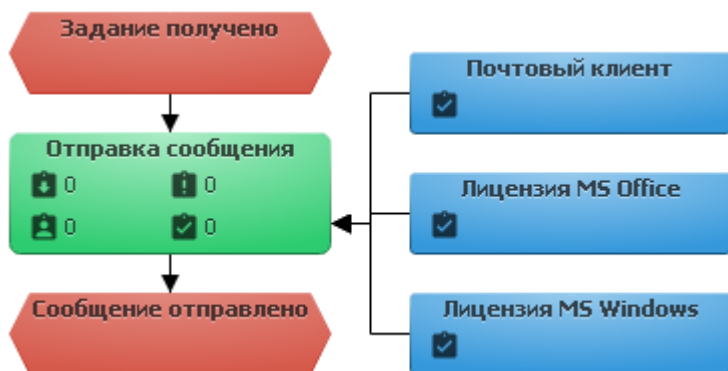 Задание получено
Отправка сообщения
0 0
0 0
Сообщение отправлено
Почтовый клиент
Лицензия MS Office
Лицензия MS Windows